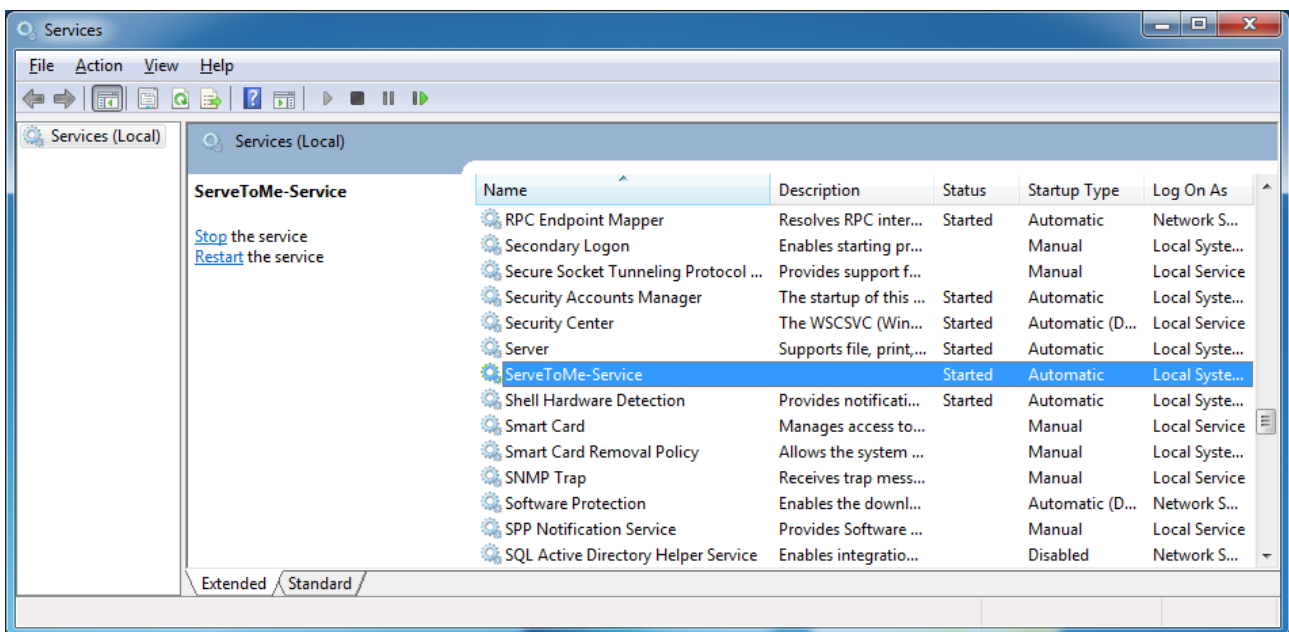 Services
File Action View Help
Services (Local)
Services (Local)
ServeToMe-Service
Stop the service
Restart the service
Name Description Status Startup Type Log On As
RPC Endpoint Mapper Resolves RPC inter... Started Automatic Network S...
Secondary Logon Enables starting pr... Manual Local Syste...
Secure Socket Tunneling Protocol ... Provides support f... Manual Local Service
Security Accounts Manager The startup of this ... Started Automatic Local Syste...
Security Center The WSCSVC (Win... Started Automatic (D... Local Service
Server Supports file, print,... Started Automatic Local Syste...
ServeToMe-Service Started Automatic Local Syste...
Shell Hardware Detection Provides notificati... Started Automatic Local Syste...
Smart Card Manages access to... Manual Local Service
Smart Card Removal Policy Allows the system ... Manual Local Syste...
SNMP Trap Receives trap mess... Manual Local Service
Software Protection Enables the downl... Automatic (D... Network S...
SPP Notification Service Provides Software ... Manual Local Service
SQL Active Directory Helper Service Enables integratio... Disabled Network S...
Extended Standard